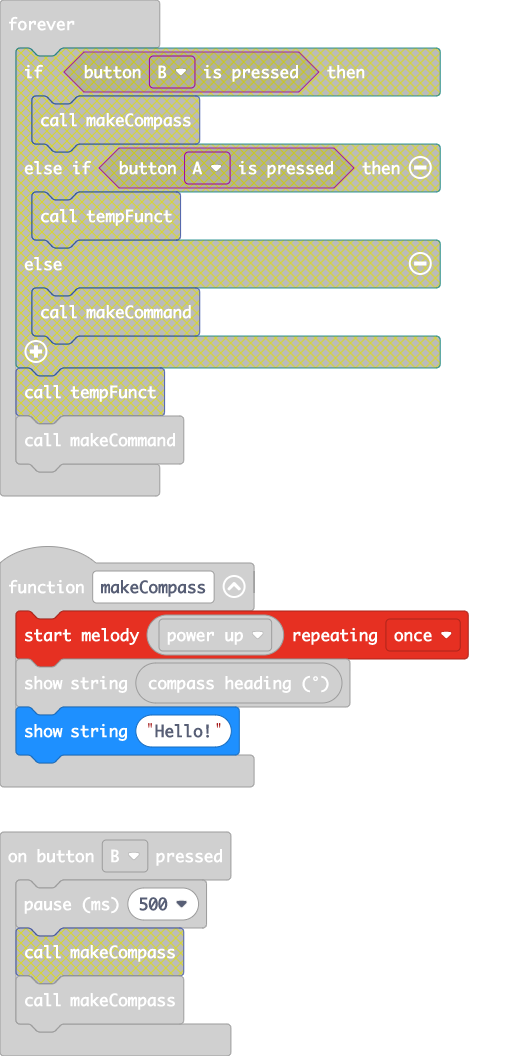 forever
if button B is pressed then
call makeCompass
else if button A is pressed then
call tempFunct
else
call makeCommand
call tempFunct
call makeCommand
function makeCompass
start melody power up repeating once
show string compass heading (°)
show string "Hello!"
on button B pressed
pause (ms) 500
call makeCompass
call makeCompass